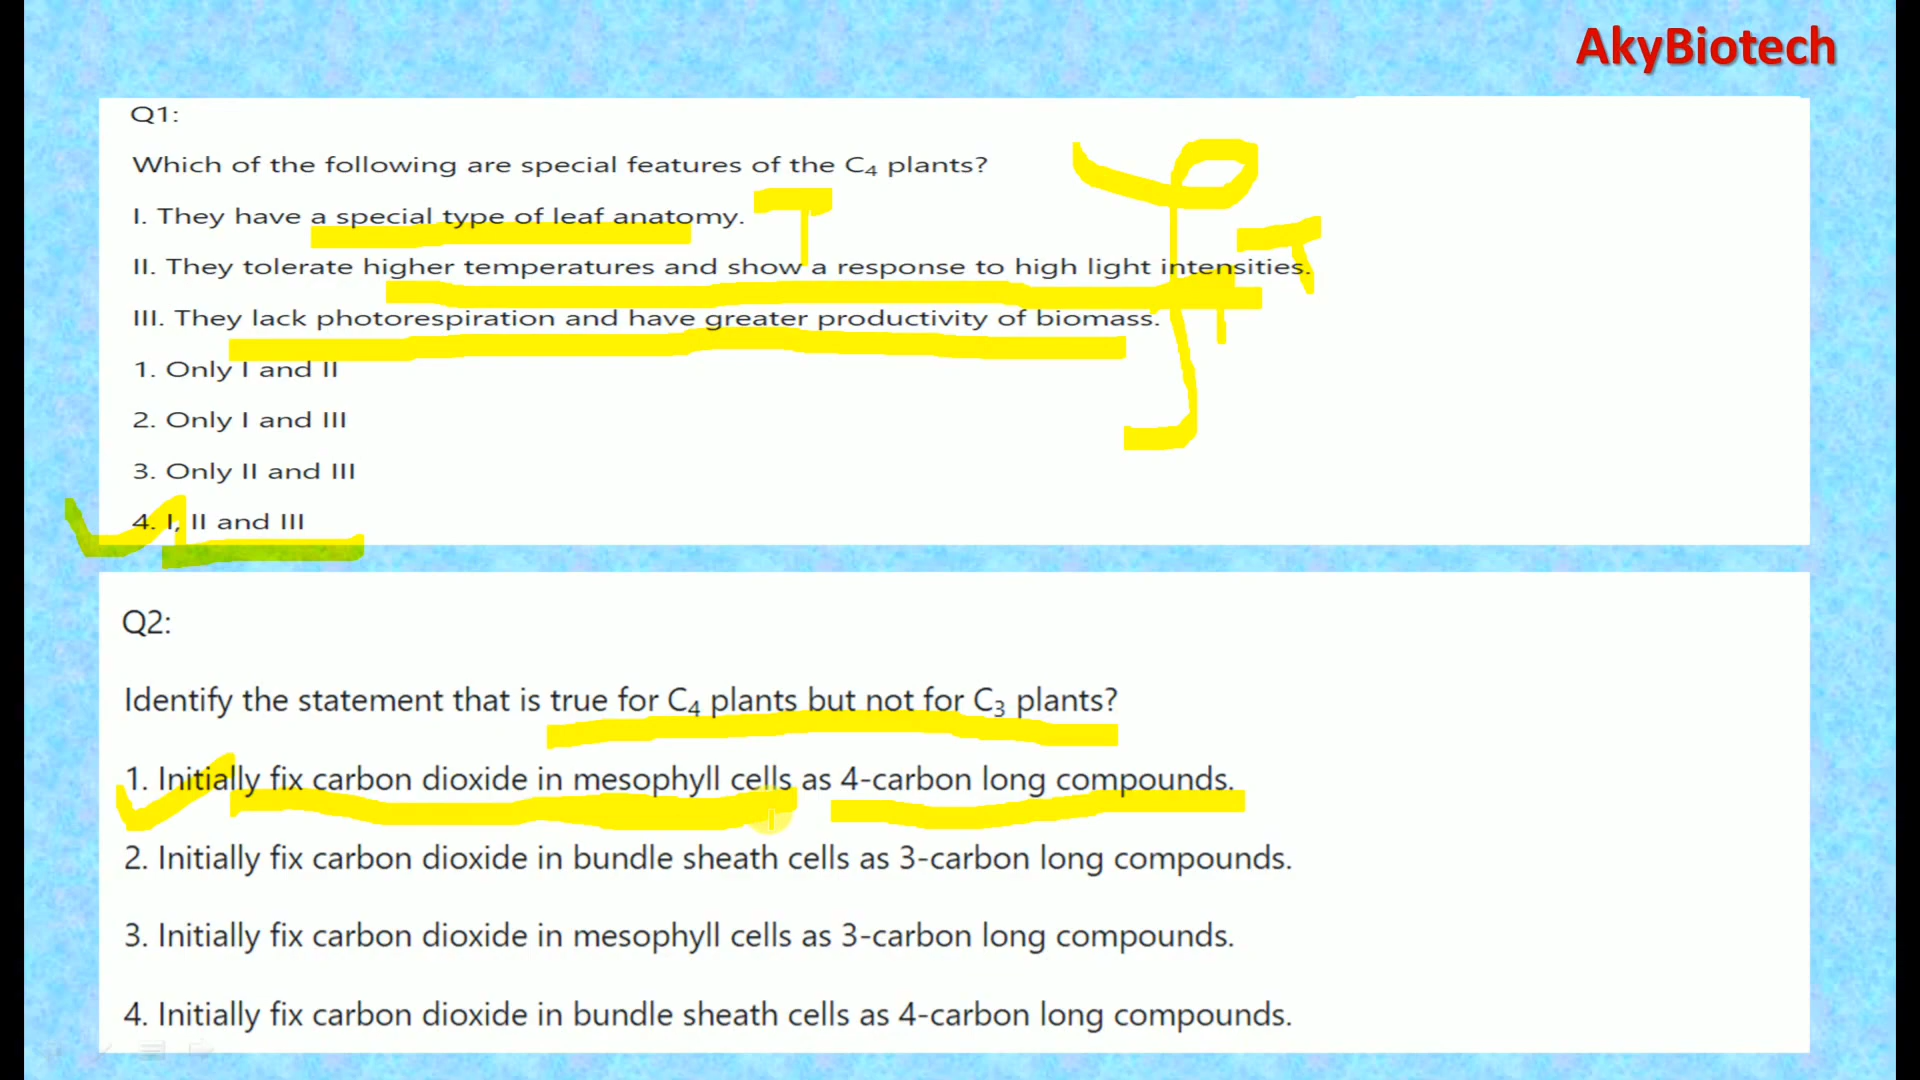 AkyBiotech
Q1:
Which of the following are special features of the C₄ plants?
I. They have a special type of leaf anatomy.
II. They tolerate higher temperatures and show a response to high light intensities.
III. They lack photorespiration and have greater productivity of biomass.
1. Only I and II
2. Only I and III
3. Only II and III
4. I, II and III
Q2:
Identify the statement that is true for C₄ plants but not for C₃ plants?
1. Initially fix carbon dioxide in mesophyll cells as 4-carbon long compounds.
2. Initially fix carbon dioxide in bundle sheath cells as 3-carbon long compounds.
3. Initially fix carbon dioxide in mesophyll cells as 3-carbon long compounds.
4. Initially fix carbon dioxide in bundle sheath cells as 4-carbon long compounds.